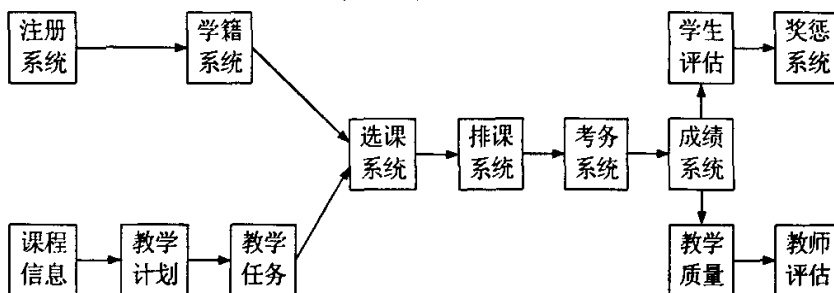 注册
系统
学籍
系统
学生
评估
奖惩
系统
选课
系统
排课
系统
考务
系统
成绩
系统
课程
信息
教学
计划
教学
任务
教学
质量
教师
评估